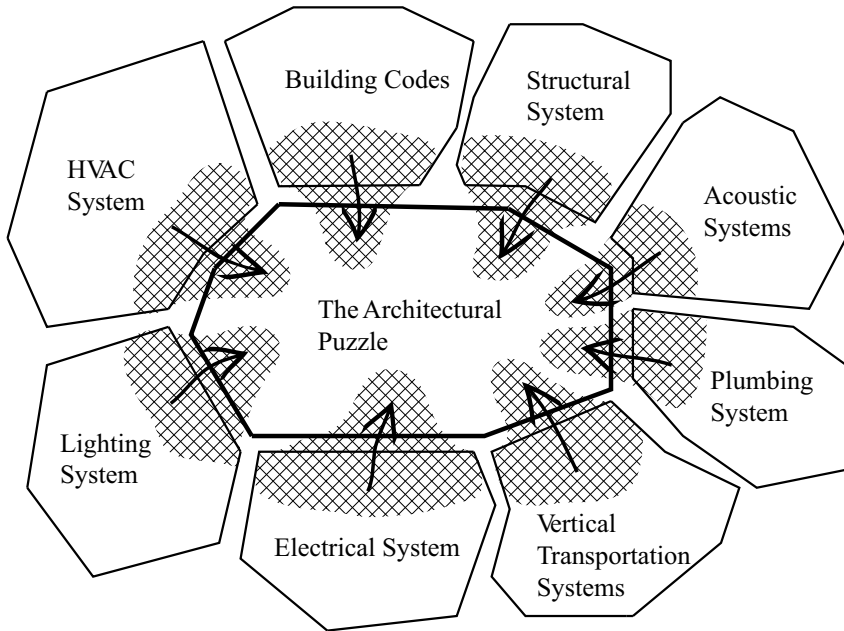 Building Codes
Structural
System
HVAC
System
Acoustic
Systems
The Architectural
Puzzle
Plumbing
System
Lighting
System
Electrical System
Vertical
Transportation
Systems